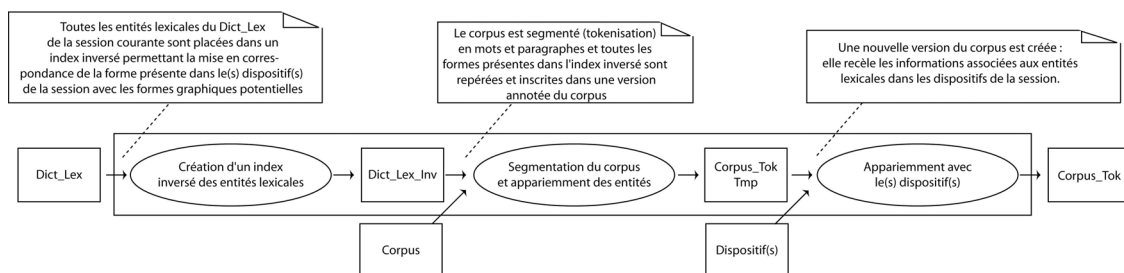 Toutes les entités lexicales du Dict_Lex
de la session courante sont placées dans un
index inversé permettant la mise en corres-
pondance de la forme présente dans le(s) dispositif(s)
de la session avec les formes graphiques potentielles
Le corpus est segmenté (tokenisation)
en mots et paragraphes et toutes les
formes présentes dans l'index inversé sont
repérées et inscrites dans une version
annotée du corpus
Une nouvelle version du corpus est créée :
elle recèle les informations associées aux entités
lexicales dans les dispositifs de la session.
Dict_Lex
Création d'un index
inversé des entités lexicales
Dict_Lex_Inv
Segmentation du corpus
et appariemment des entités
Corpus_Tok
Tmp
Appariemment avec
le(s) dispositif(s)
Corpus_Tok
Corpus
Dispositif(s)